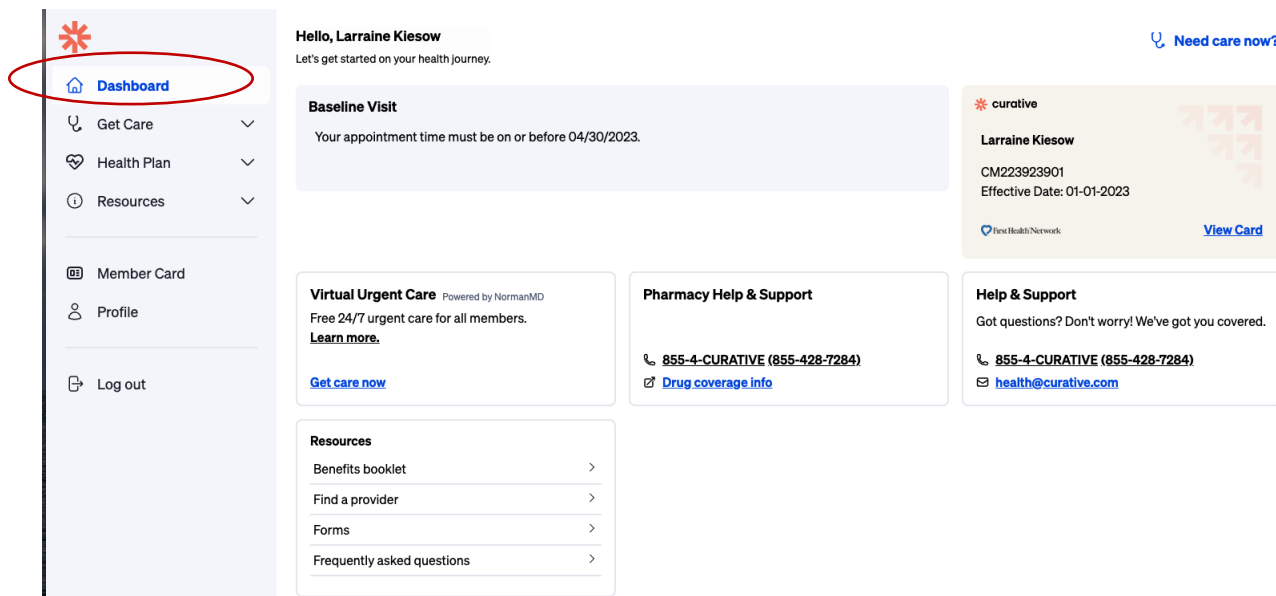 Hello, Larraine Kiesow
Let's get started on your health journey.
Need care now?
Dashboard
Get Care
Health Plan
Resources
Member Card
Profile
Log out
Baseline Visit
Your appointment time must be on or before 04/30/2023.
curative
Larraine Kiesow
CM223923901
Effective Date: 01-01-2023
First Health Network
View Card
Virtual Urgent Care Powered by NormanMD
Free 24/7 urgent care for all members.
Learn more.
Get care now
Pharmacy Help & Support
855-4-CURATIVE (855-428-7284)
Drug coverage info
Help & Support
Got questions? Don't worry! We've got you covered.
855-4-CURATIVE (855-428-7284)
health@curative.com
Resources
Benefits booklet
Find a provider
Forms
Frequently asked questions